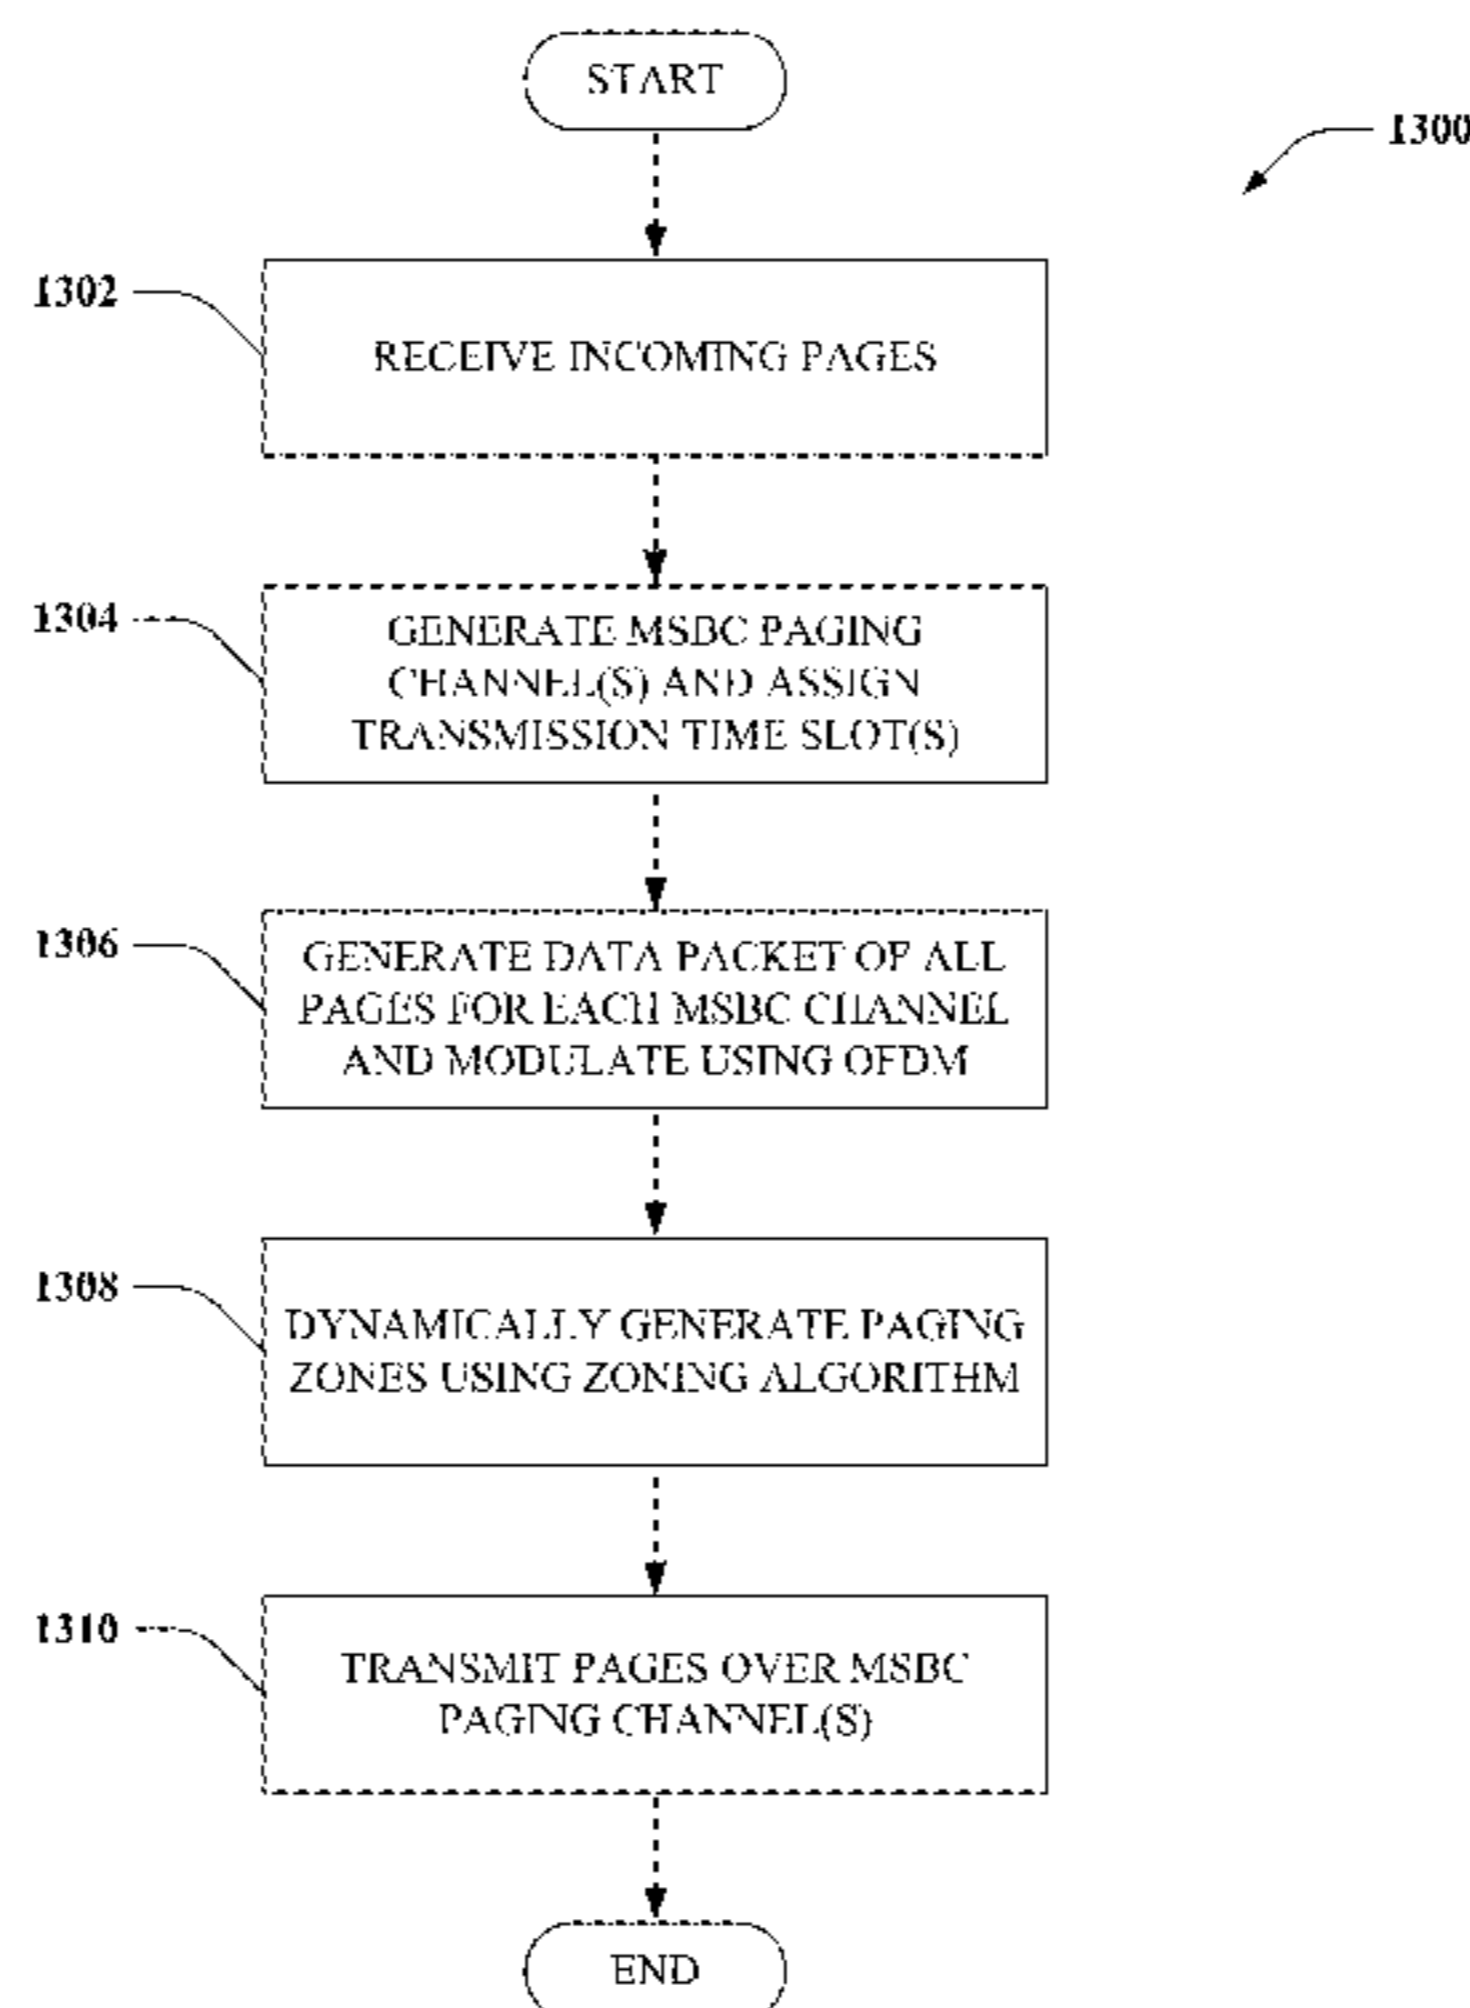 START
1300
1302
RECEIVE INCOMING PAGES
1304
GENERATE MSBC PAGING
CHANNEL(S) AND ASSIGN
TRANSMISSION TIME SLOT(S)
1306
GENERATE DATA PACKET OF ALL
PAGES FOR EACH MSBC CHANNEL
AND MODULATE USING OFDM
1308
DYNAMICALLY GENERATE PAGING
ZONES USING ZONING ALGORITHM
1310
TRANSMIT PAGES OVER MSBC
PAGING CHANNEL(S)
END